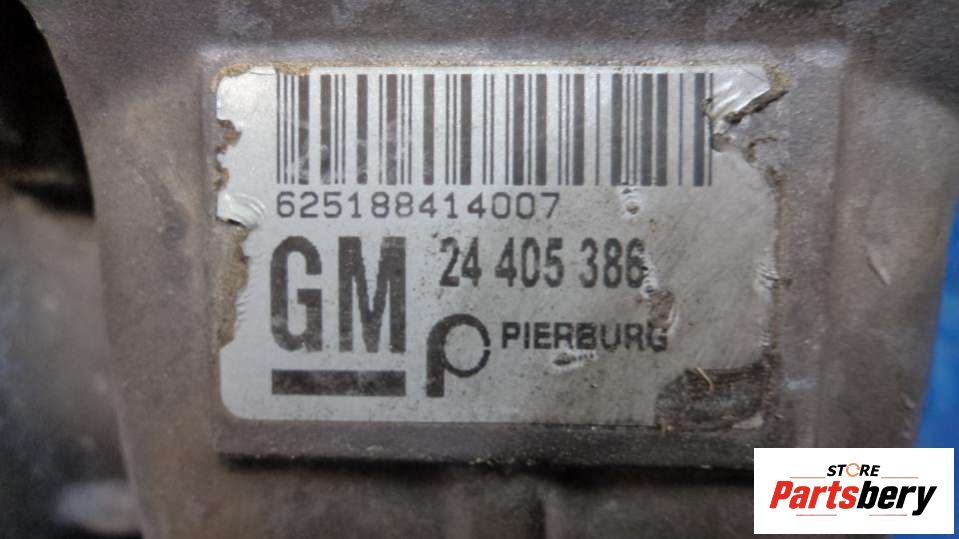 625188414007
GM
24 405 386
PIERBURG
STORE
Partsbery